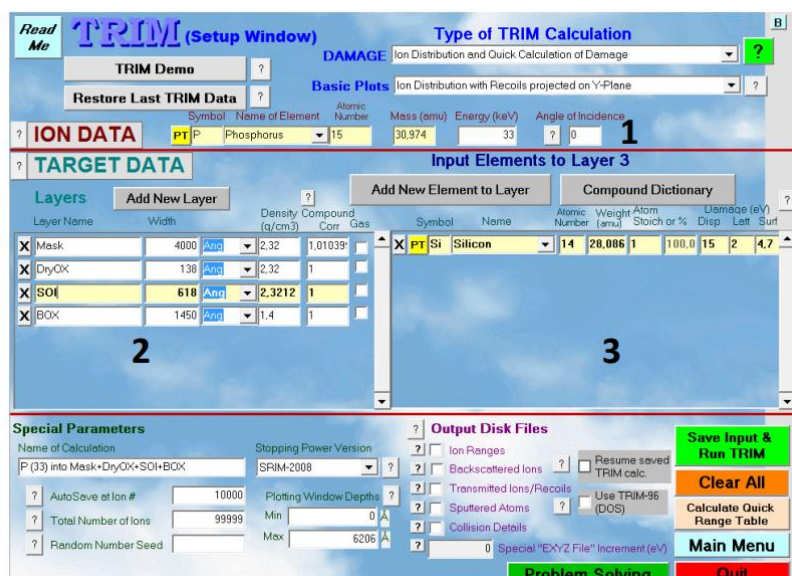 Read Me
TRIM (Setup Window)
Type of TRIM Calculation
B
DAMAGE Ion Distribution and Quick Calculation of Damage ?
TRIM Demo ?
Basic Plots Ion Distribution with Recoils projected on Y-Plane ?
Restore Last TRIM Data ?
Symbol Name of Element Atomic Number Mass (amu) Energy (keV) Angle of Incidence
? ION DATA PT P Phosphorus 15 30,974 33 ? 0 1
? TARGET DATA
Input Elements to Layer 3
Layers Add New Layer ?
Add New Element to Layer Compound Dictionary ?
Layer Name Width Density (g/cm3) Compound Corr Gas
Symbol Name Atomic Number Weight (amu) Atom Stoich or % Damage (eV) Disp Latt Surf
X Mask 4000 Ang 2,32 1,01039
X PT Si Silicon 14 28,086 1 100,0 15 2 4,7
X DryOX 138 Ang 2,32 1
X SOI 618 Ang 2,3212 1
X BOX 1450 Ang 1,4 1
2
3
Special Parameters
Name of Calculation
P (33) into Mask+DryOX+SOI+BOX
Stopping Power Version
SRIM-2008 ?
? AutoSave at Ion # 10000
? Total Number of Ions 99999
? Random Number Seed
Plotting Window Depths ?
Min 0 Å
Max 6206 Å
? Output Disk Files
? Ion Ranges
? Backscattered Ions
? Transmitted Ions/Recoils
? Sputtered Atoms
? Collision Details
? 0 Special "EXYZ File" Increment (eV)
? Resume saved TRIM calc.
? Use TRIM-96 (DOS)
Save Input & Run TRIM
Clear All
Calculate Quick Range Table
Main Menu
Problem Solving
Quit